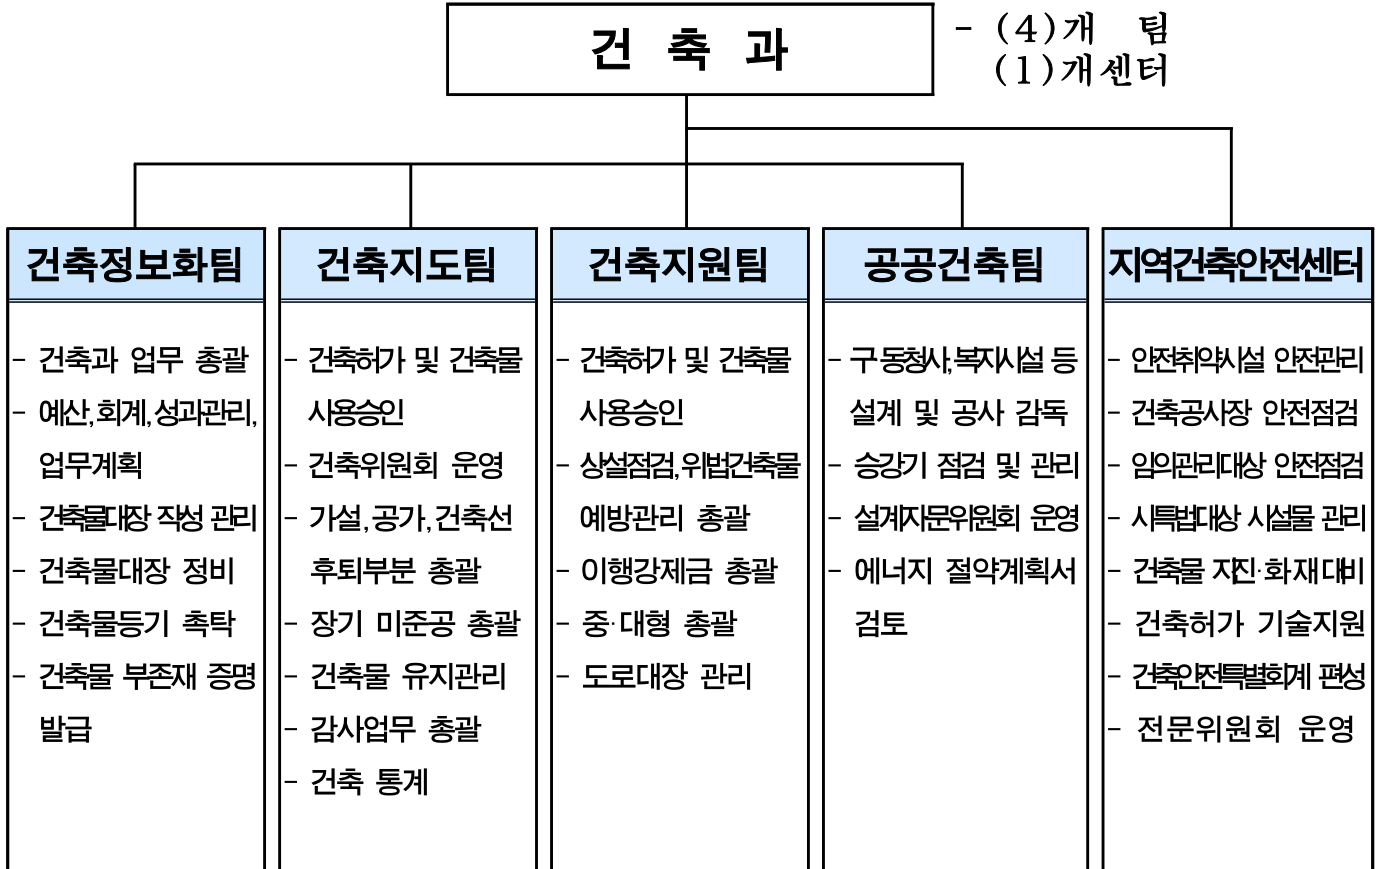 건 축 과
- (4)개 팀
(1)개센터
건축정보화팀
- 건축과 업무 총괄
- 예산,회계,성과관리,
업무계획
- 건축물대장 작성 관리
- 건축물대장 정비
- 건축물등기 촉탁
- 건축물 부존재 증명
발급
건축지도팀
- 건축허가 및 건축물
사용승인
- 건축위원회 운영
- 가설,공가,건축선
후퇴부분 총괄
- 장기 미준공 총괄
- 건축물 유지관리
- 감사업무 총괄
- 건축 통계
건축지원팀
- 건축허가 및 건축물
사용승인
- 상설점검,위법건축물
예방관리 총괄
- 이행강제금 총괄
- 중·대형 총괄
- 도로대장 관리
공공건축팀
- 구·동청사,복지시설 등
설계 및 공사 감독
- 승강기 점검 및 관리
- 설계자문위원회 운영
- 에너지 절약계획서
검토
지역건축안전센터
- 안전취약시설 안전관리
- 건축공사장 안전점검
- 임의관리대상 안전점검
- 시특법대상 시설물 관리
- 건축물 지진·화재대비
- 건축허가 기술지원
- 건축안전특별회계 편성
- 전문위원회 운영